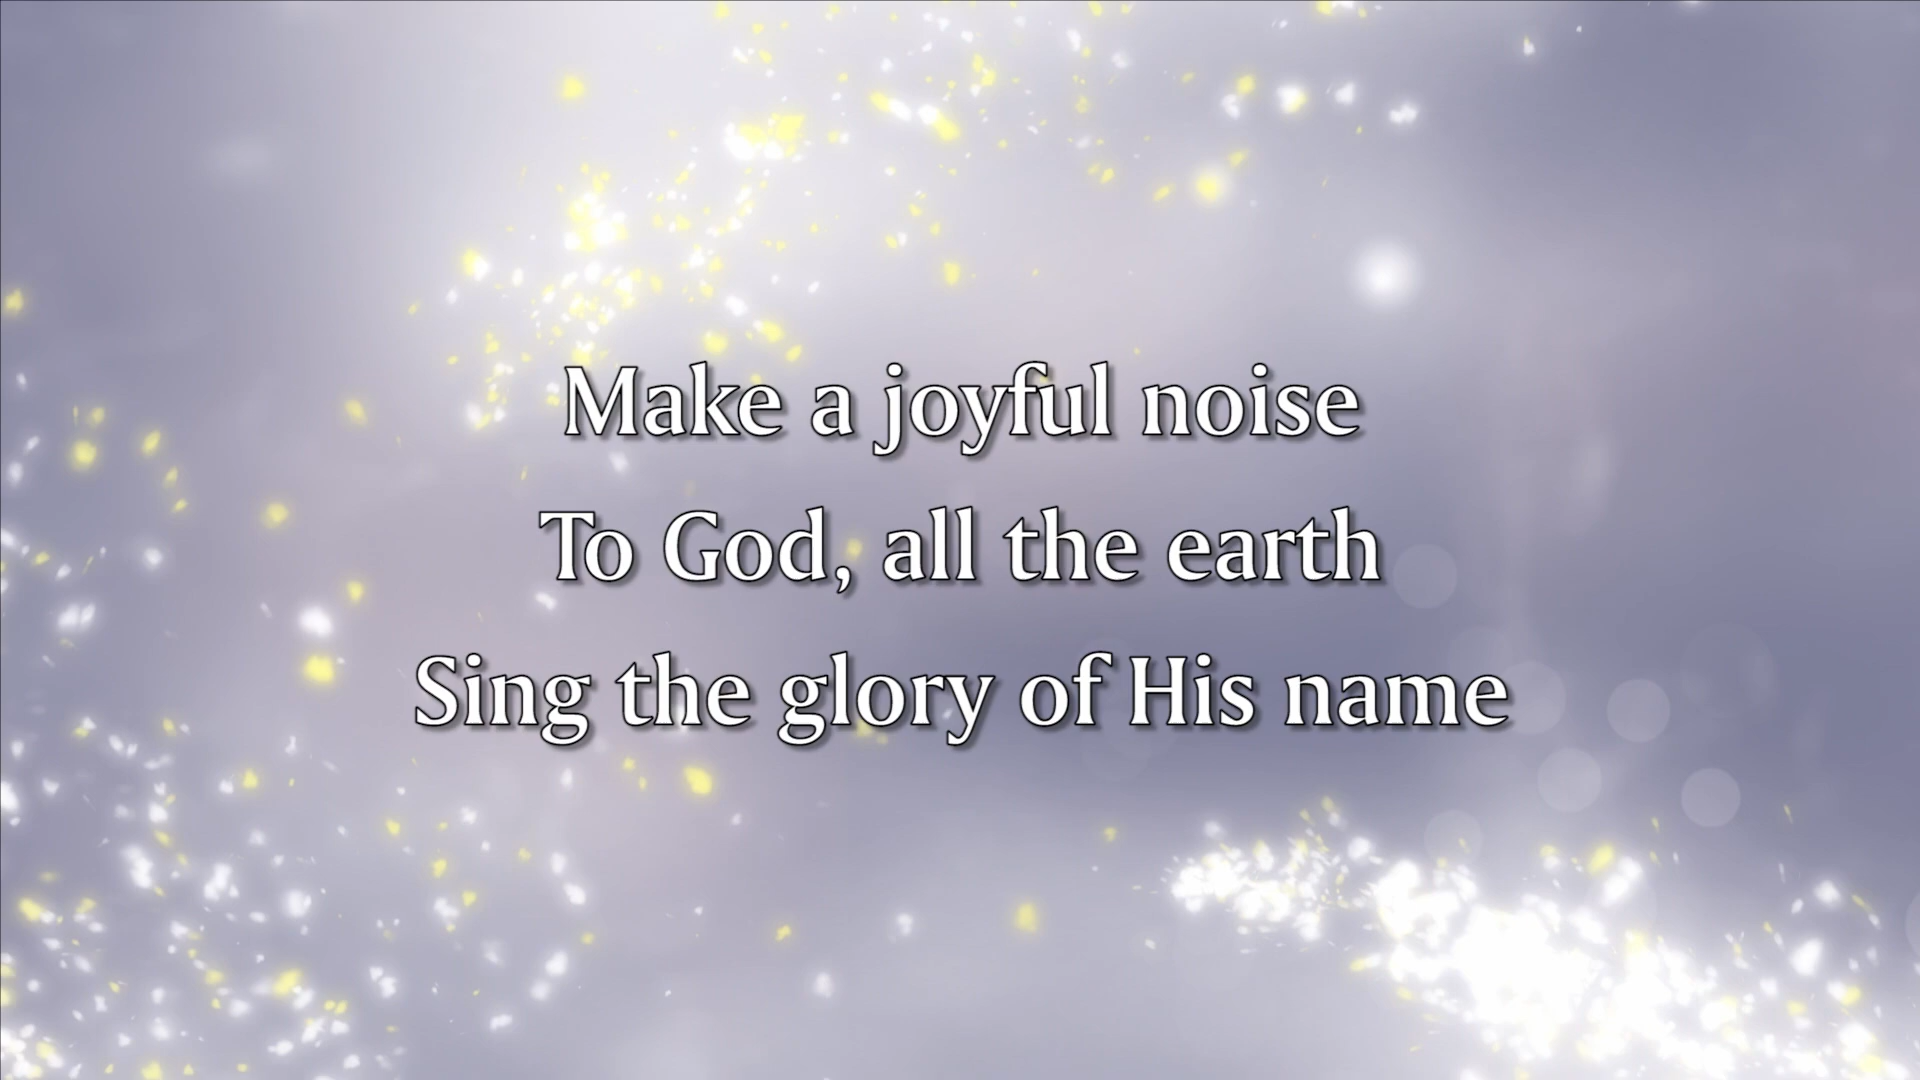 Make a joyful noise
To God, all the earth
Sing the glory of His name